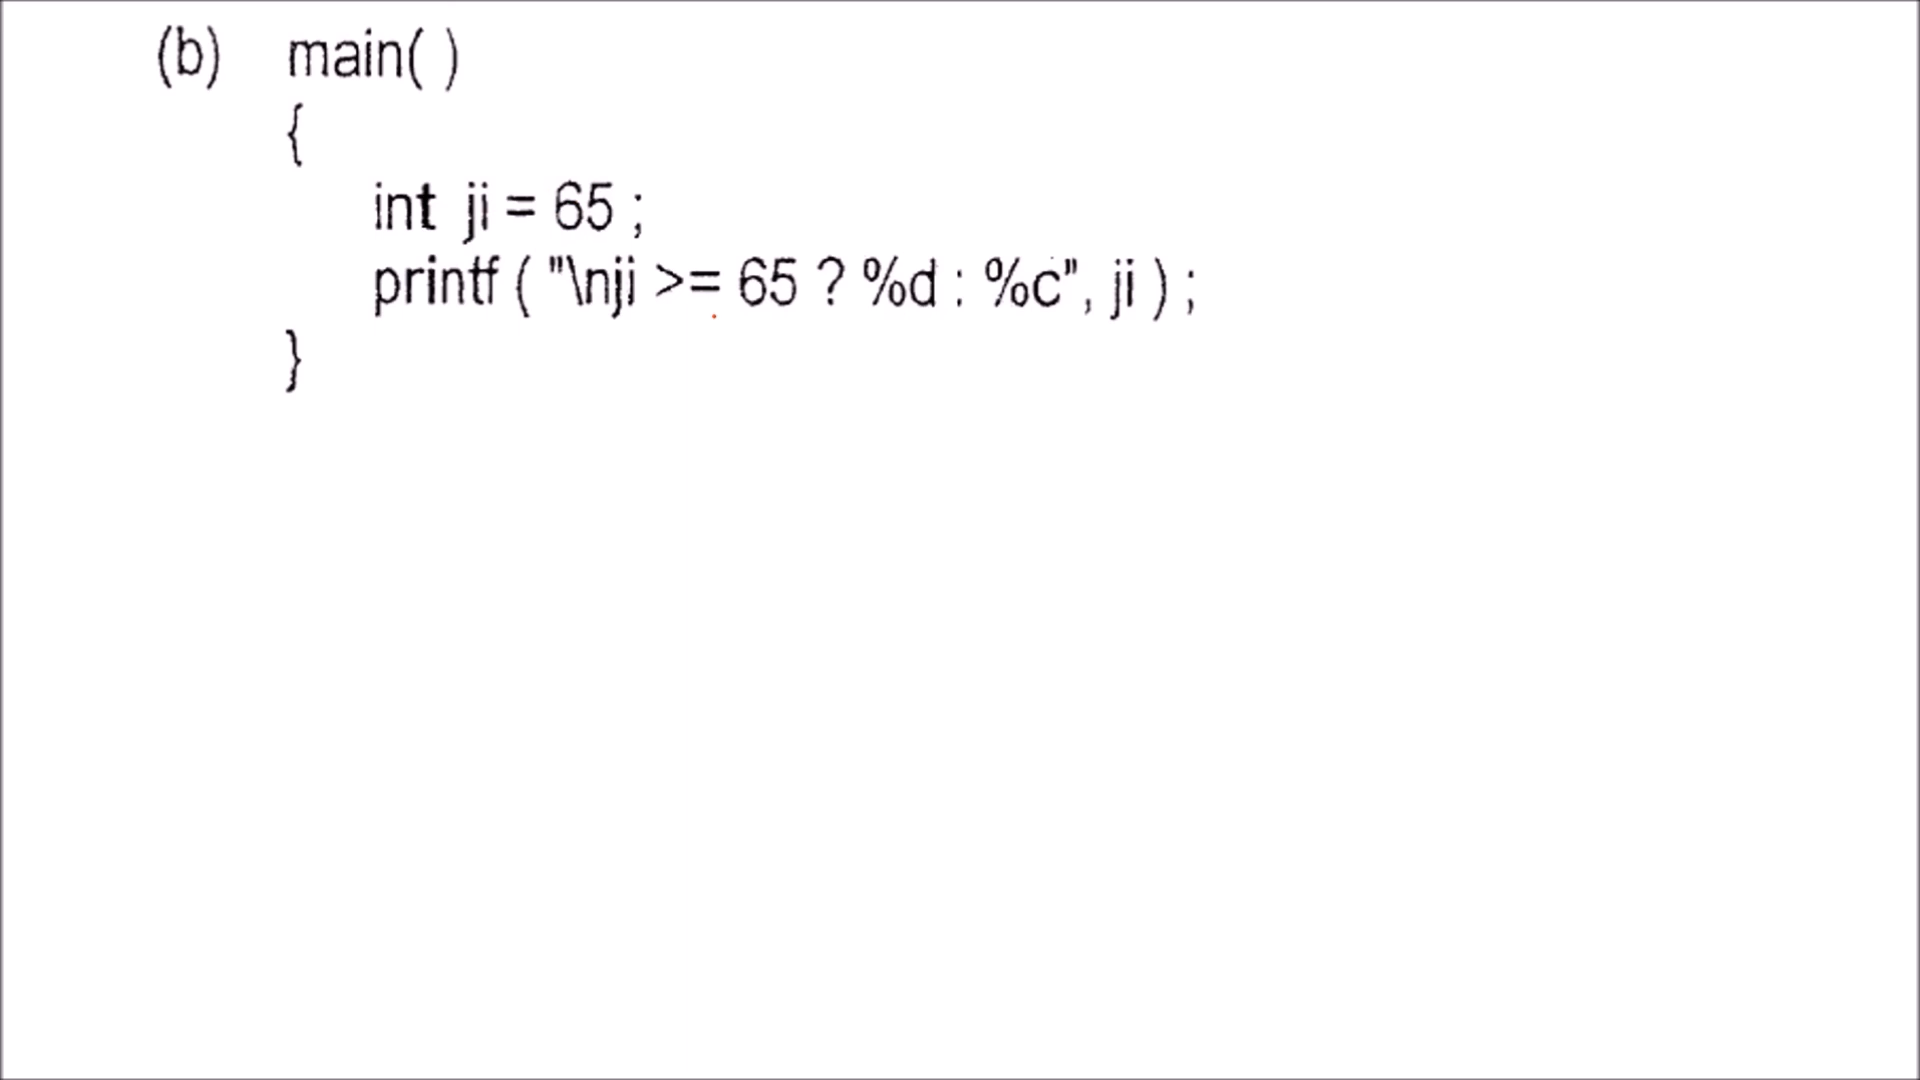 (b) main( )
{
int ji = 65 ;
printf ( "\nji >= 65 ? %d : %c", ji ) ;
}